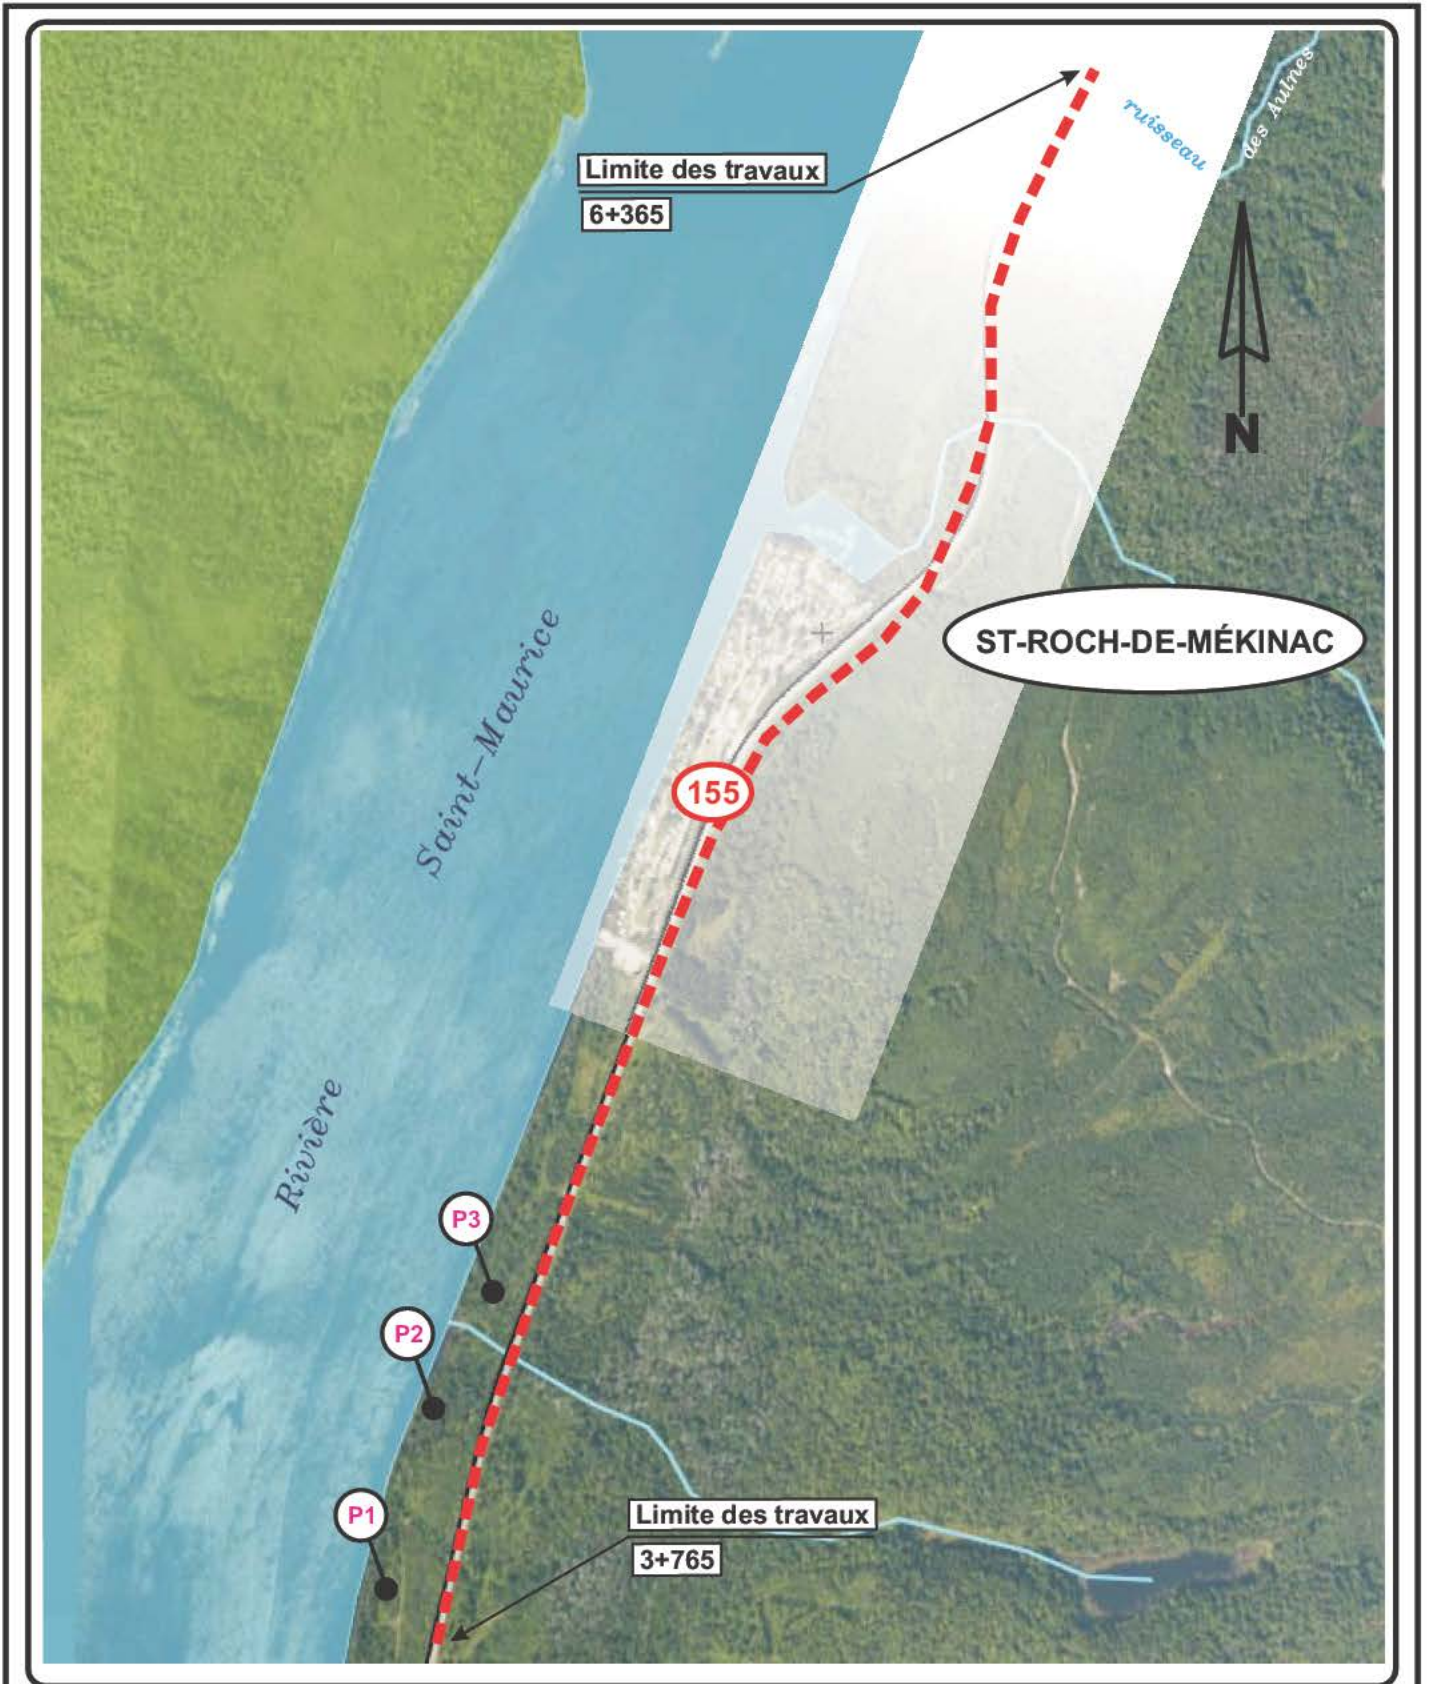 ruisseau
des Aulnes
Limite des travaux
6+365
N
ST-ROCH-DE-MÉKINAC
Saint-Maurice
155
Rivière
P3
P2
P1
Limite des travaux
3+765